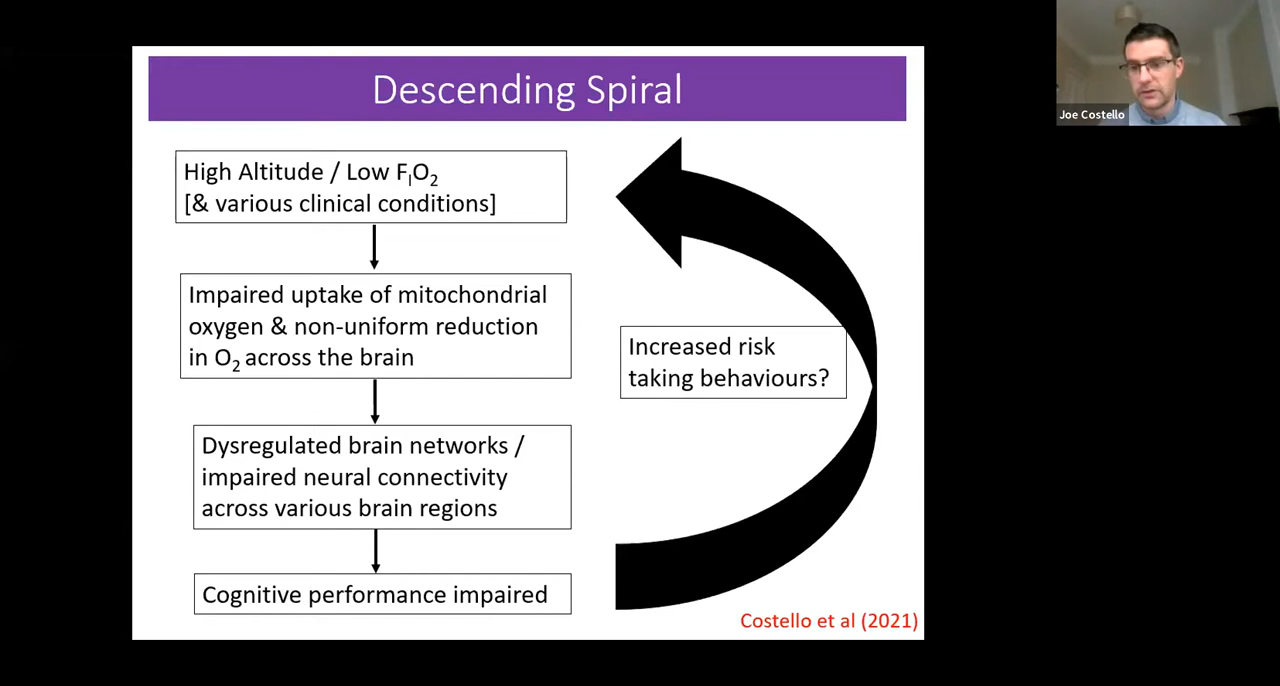 Descending Spiral
High Altitude / Low FIO2
[& various clinical conditions]
Impaired uptake of mitochondrial
oxygen & non-uniform reduction
in O2 across the brain
Dysregulated brain networks /
impaired neural connectivity
across various brain regions
Cognitive performance impaired
Increased risk
taking behaviours?
Costello et al (2021)
Joe Costello